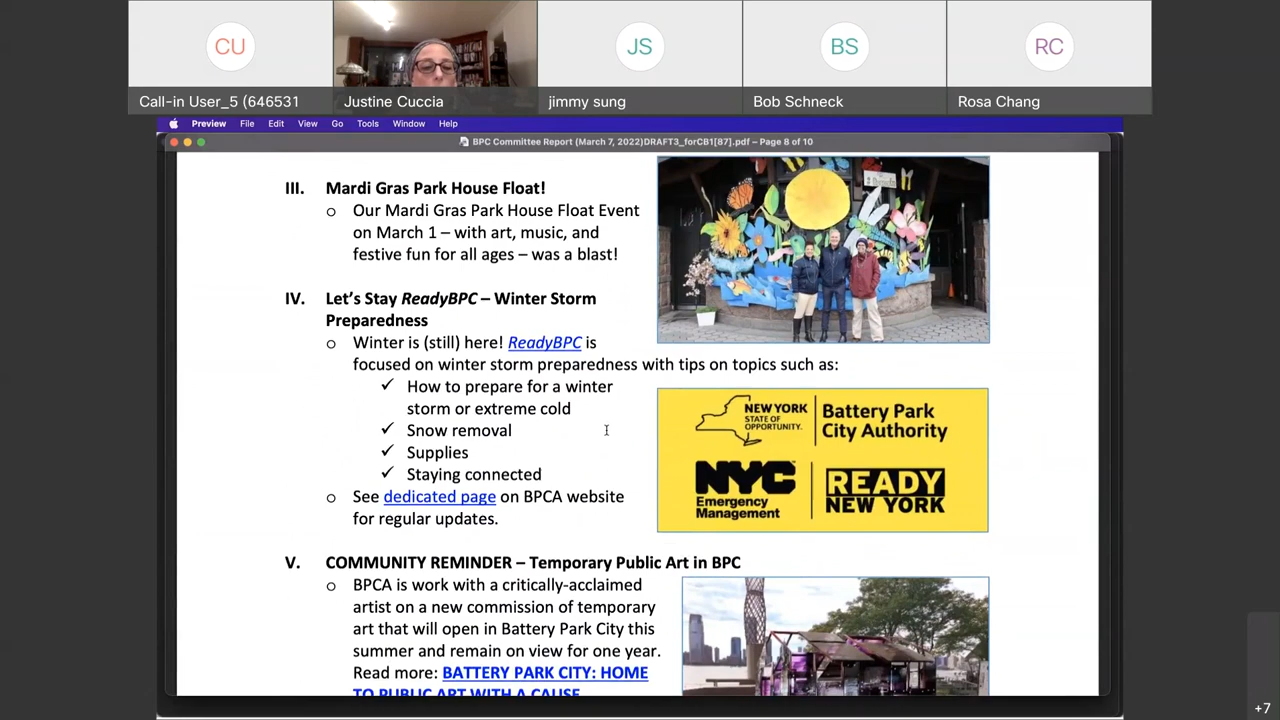 CU
JS
BS
RC
Call-in User_5 (646531
Justine Cuccia
jimmy sung
Bob Schneck
Rosa Chang
Preview File Edit View Go Tools Window Help
BPC Committee Report (March 7, 2022)DRAFT3_forCB1[87].pdf – Page 8 of 10
III. Mardi Gras Park House Float!
o Our Mardi Gras Park House Float Event
on March 1 – with art, music, and
festive fun for all ages – was a blast!
IV. Let's Stay ReadyBPC – Winter Storm
Preparedness
o Winter is (still) here! ReadyBPC is
focused on winter storm preparedness with tips on topics such as:
✓ How to prepare for a winter
storm or extreme cold
✓ Snow removal
✓ Supplies
✓ Staying connected
o See dedicated page on BPCA website
for regular updates.
NEW YORK
STATE OF
OPPORTUNITY.
Battery Park
City Authority
NYC
Emergency
Management
READY
NEW YORK
V. COMMUNITY REMINDER – Temporary Public Art in BPC
o BPCA is work with a critically-acclaimed
artist on a new commission of temporary
art that will open in Battery Park City this
summer and remain on view for one year.
Read more: BATTERY PARK CITY: HOME
TO PUBLIC ART WITH A CAUSE
+7